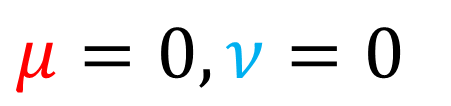 μ = 0, ν = 0